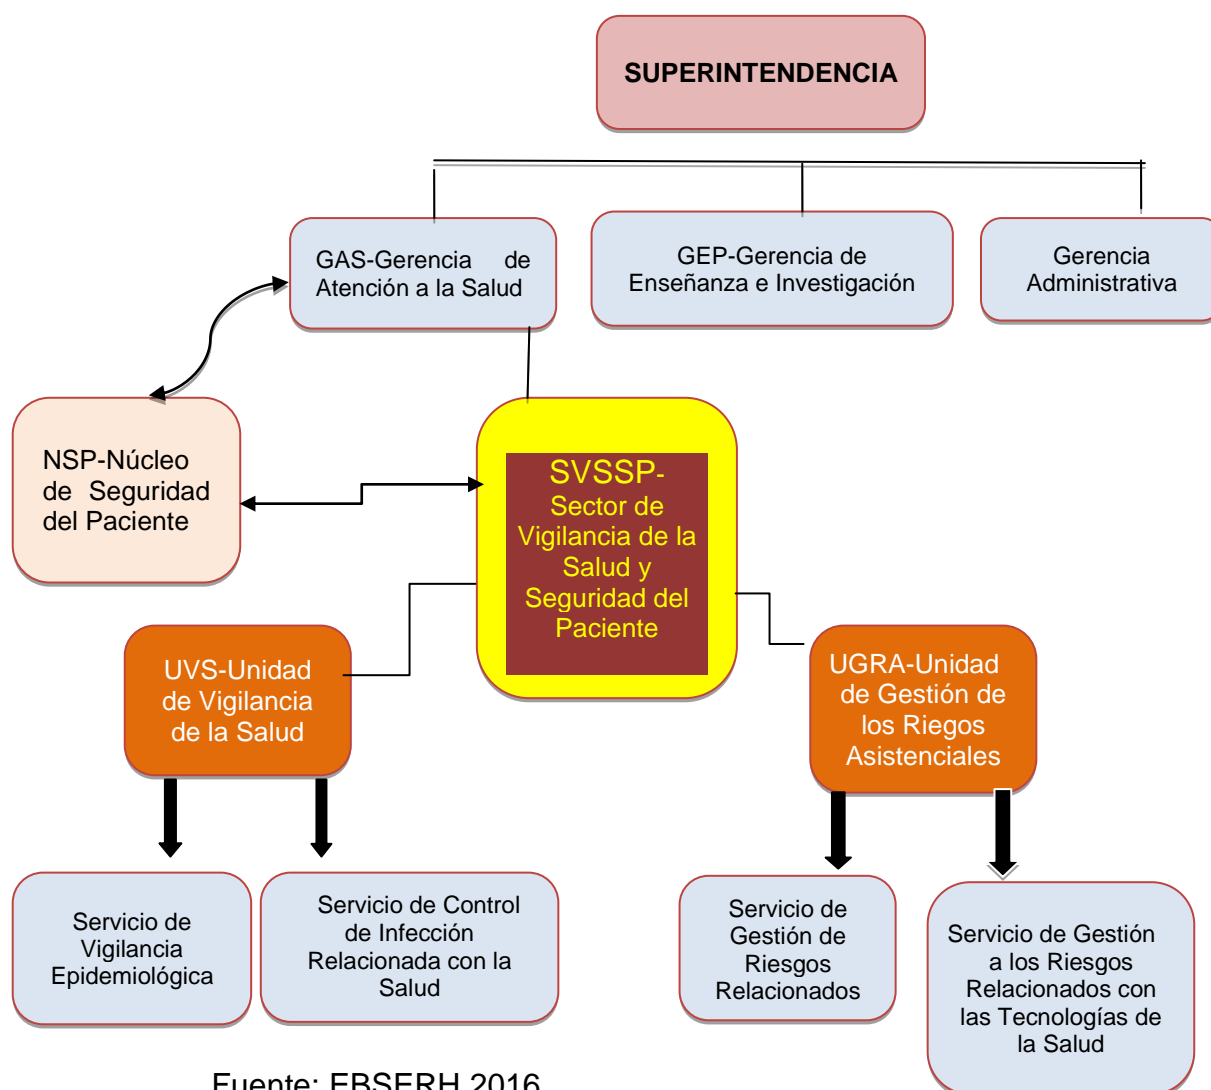 SUPERINTENDENCIA
GAS-Gerencia de
Atención a la Salud
GEP-Gerencia de
Enseñanza e Investigación
Gerencia
Administrativa
NSP-Núcleo
de Seguridad
del Paciente
SVSSP-
Sector de
Vigilancia de la
Salud y
Seguridad del
Paciente
UVS-Unidad
de Vigilancia
de la Salud
UGRA-Unidad
de Gestión de
los Riegos
Asistenciales
Servicio de
Vigilancia
Epidemiológica
Servicio de Control
de Infección
Relacionada con la
Salud
Servicio de
Gestión de
Riesgos
Relacionados
Servicio de Gestión
a los Riesgos
Relacionados con
las Tecnologías de
la Salud
Fuente: EBSERH 2016